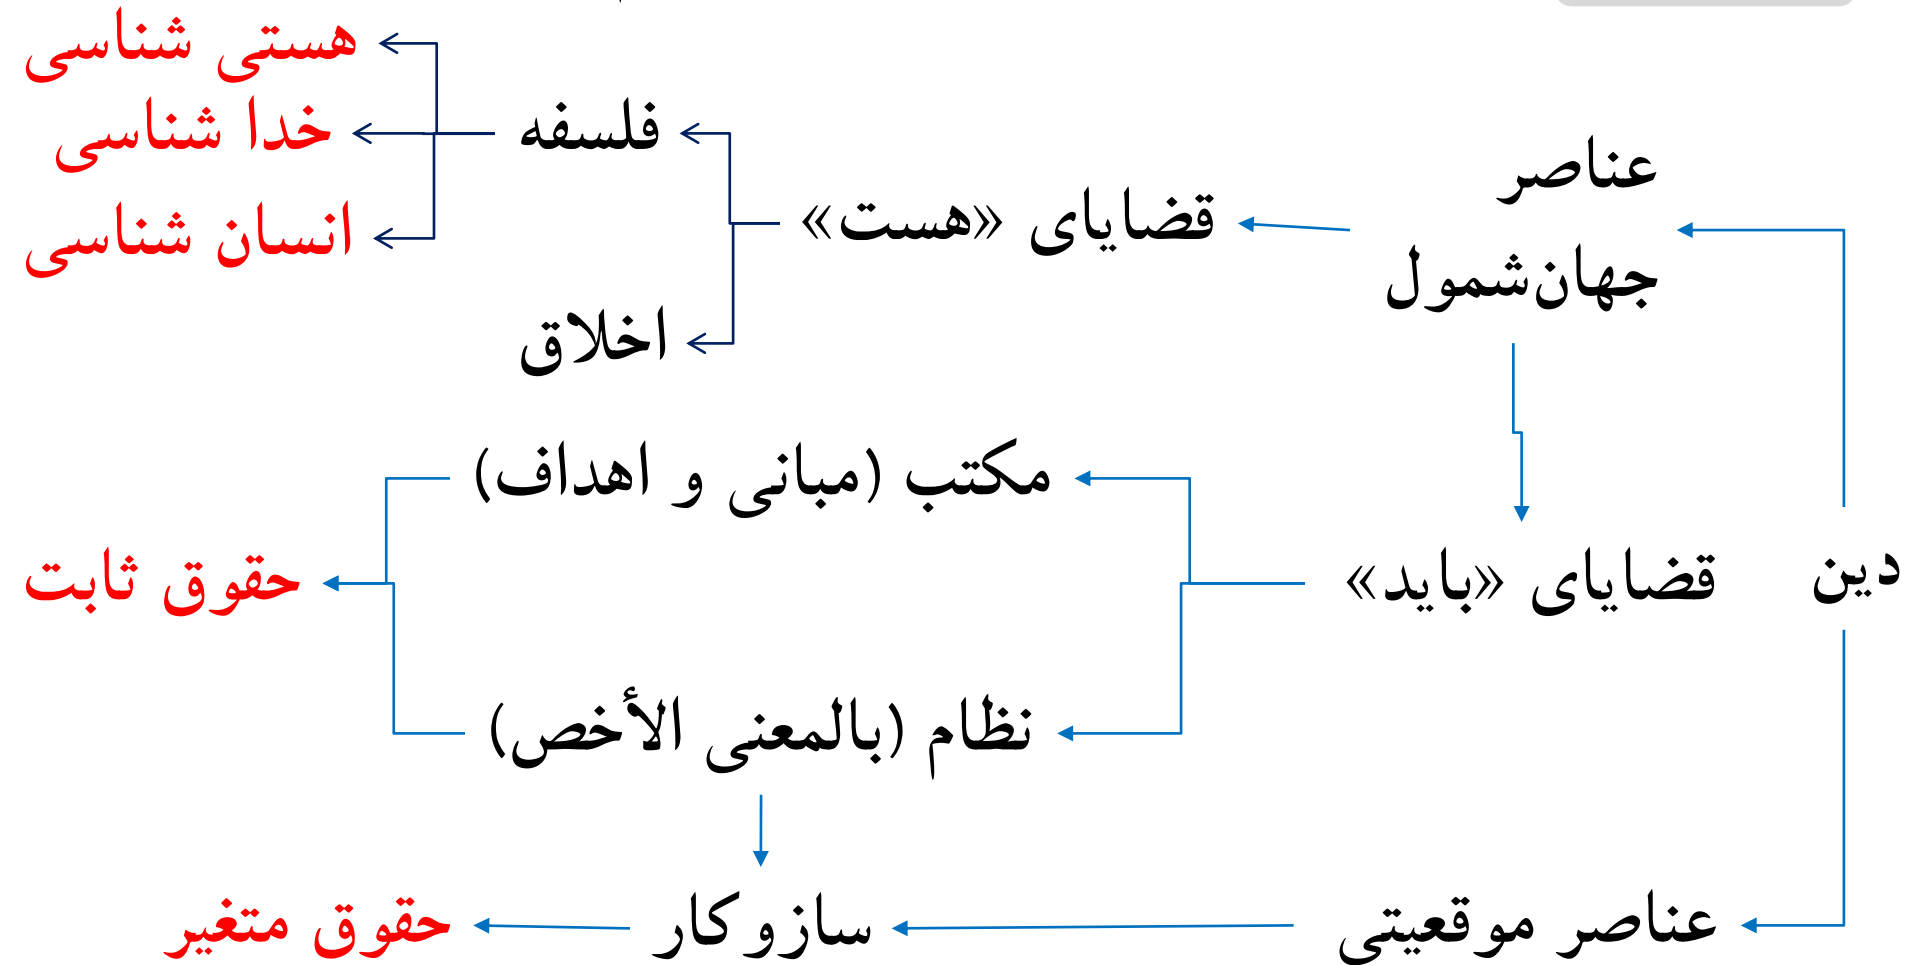 هستی شناسی
خدا شناسی
انسان شناسی
فلسفه
اخلاق
قضایای «هست»
عناصر
جهان‌شمول
مکتب (مبانی و اهداف)
حقوق ثابت
قضایای «باید»
دین
نظام (بالمعنی الأخص)
حقوق متغیر
سازوکار
عناصر موقعیتی